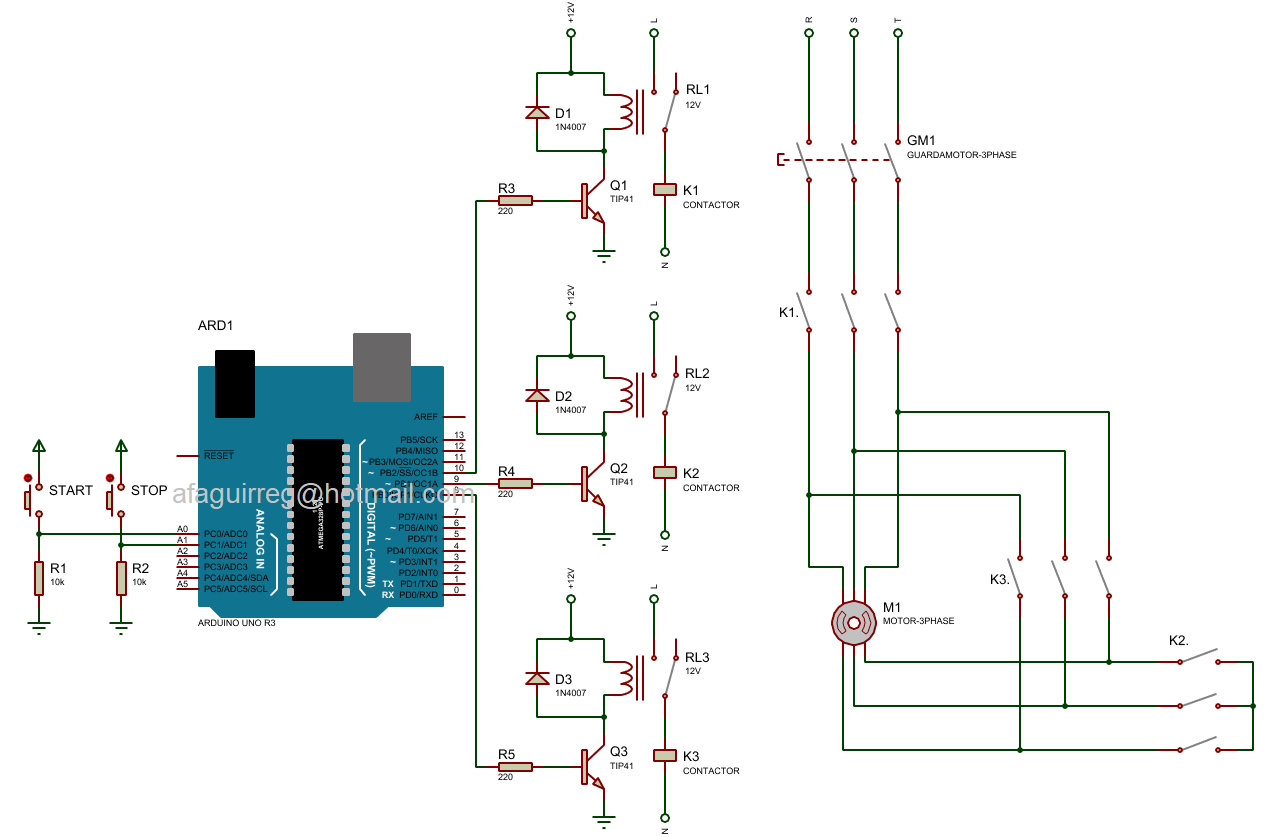 +12V
L
D1
1N4007
RL1
12V
Q1
TIP41
R3
220
K1
CONTACTOR
N
+12V
L
D2
1N4007
RL2
12V
Q2
TIP41
R4
220
K2
CONTACTOR
N
+12V
L
D3
1N4007
RL3
12V
Q3
TIP41
R5
220
K3
CONTACTOR
N
R
S
T
GM1
GUARDAMOTOR-3PHASE
K1.
K3.
M1
MOTOR-3PHASE
K2.
ARD1
START
STOP
R1
10k
R2
10k
RESET
afaguirreg@hotmail.com
A0
A1
A2
A3
A4
A5
PC0/ADC0
PC1/ADC1
PC2/ADC2
PC3/ADC3
PC4/ADC4/SDA
PC5/ADC5/SCL
ANALOG IN
DIGITAL (~PWM)
AREF
PB5/SCK 13
PB4/MISO 12
~PB3/MOSI/OC2A 11
~ PB2/SS/OC1B 10
9
PD7/AIN1 7
~ PD6/AIN0 6
~ PD5/T1 5
PD4/T0/XCK 4
~ PD3/INT1 3
PD2/INT0 2
TX PD1/TXD 1
RX PD0/RXD 0
ARDUINO UNO R3